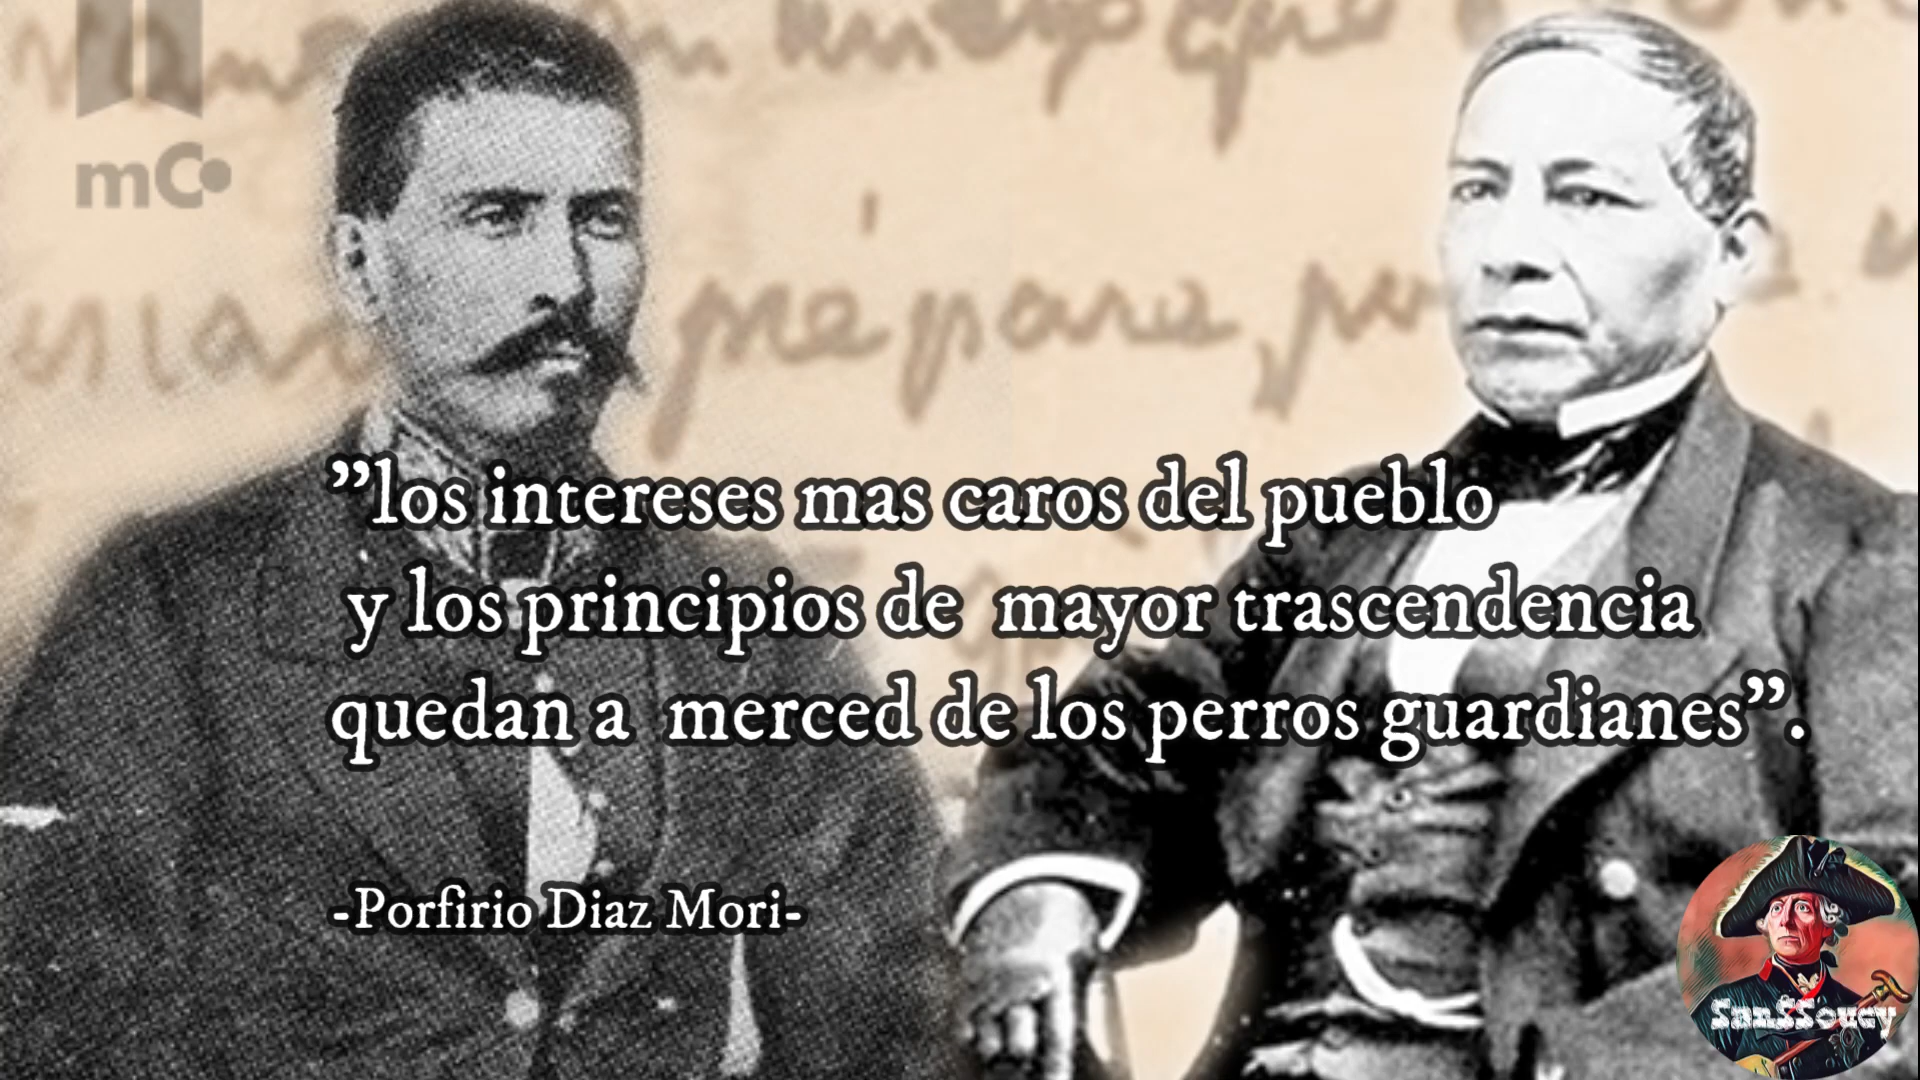 mC
prepara
"los intereses mas caros del pueblo
y los principios de mayor trascendencia
quedan a merced de los perros guardianes".
-Porfirio Diaz Mori-
SanSSoucy